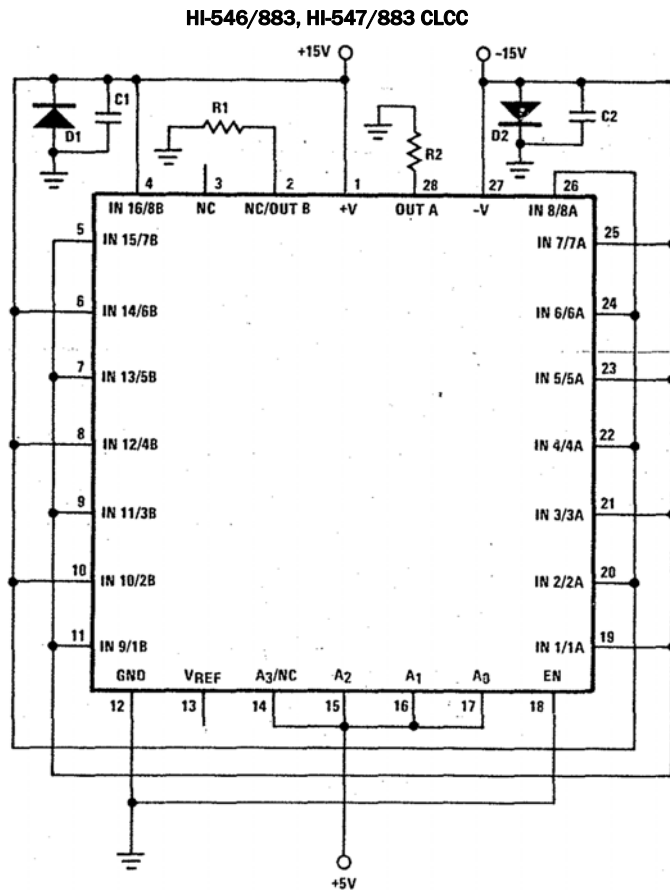 HI-546/883, HI-547/883 CLCC
+15V
-15V
C1
D1
R1
R2
D2
C2
4
3
2
1
28
27
26
IN 16/8B
NC
NC/OUT B
+V
OUT A
-V
IN 8/8A
5
IN 15/7B
IN 7/7A
25
6
IN 14/6B
IN 6/6A
24
7
IN 13/5B
IN 5/5A
23
8
IN 12/4B
IN 4/4A
22
9
IN 11/3B
IN 3/3A
21
10
IN 10/2B
IN 2/2A
20
11
IN 9/1B
IN 1/1A
19
GND
VREF
A3/NC
A2
A1
A0
EN
12
13
14
15
16
17
18
+5V